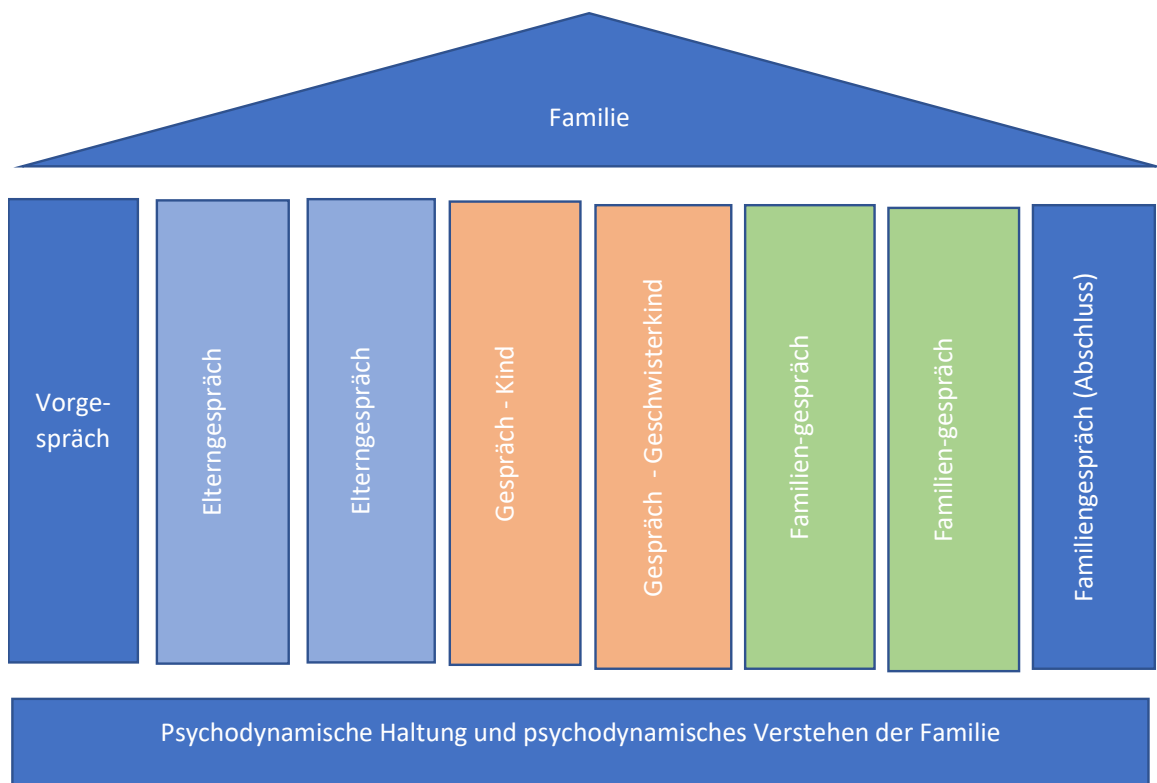 Familie
Vorge-
spräch
Elterngespräch
Elterngespräch
Gespräch - Kind
Gespräch  - Geschwisterkind
Familien-gespräch
Familien-gespräch
Familiengespräch (Abschluss)
Psychodynamische Haltung und psychodynamisches Verstehen der Familie